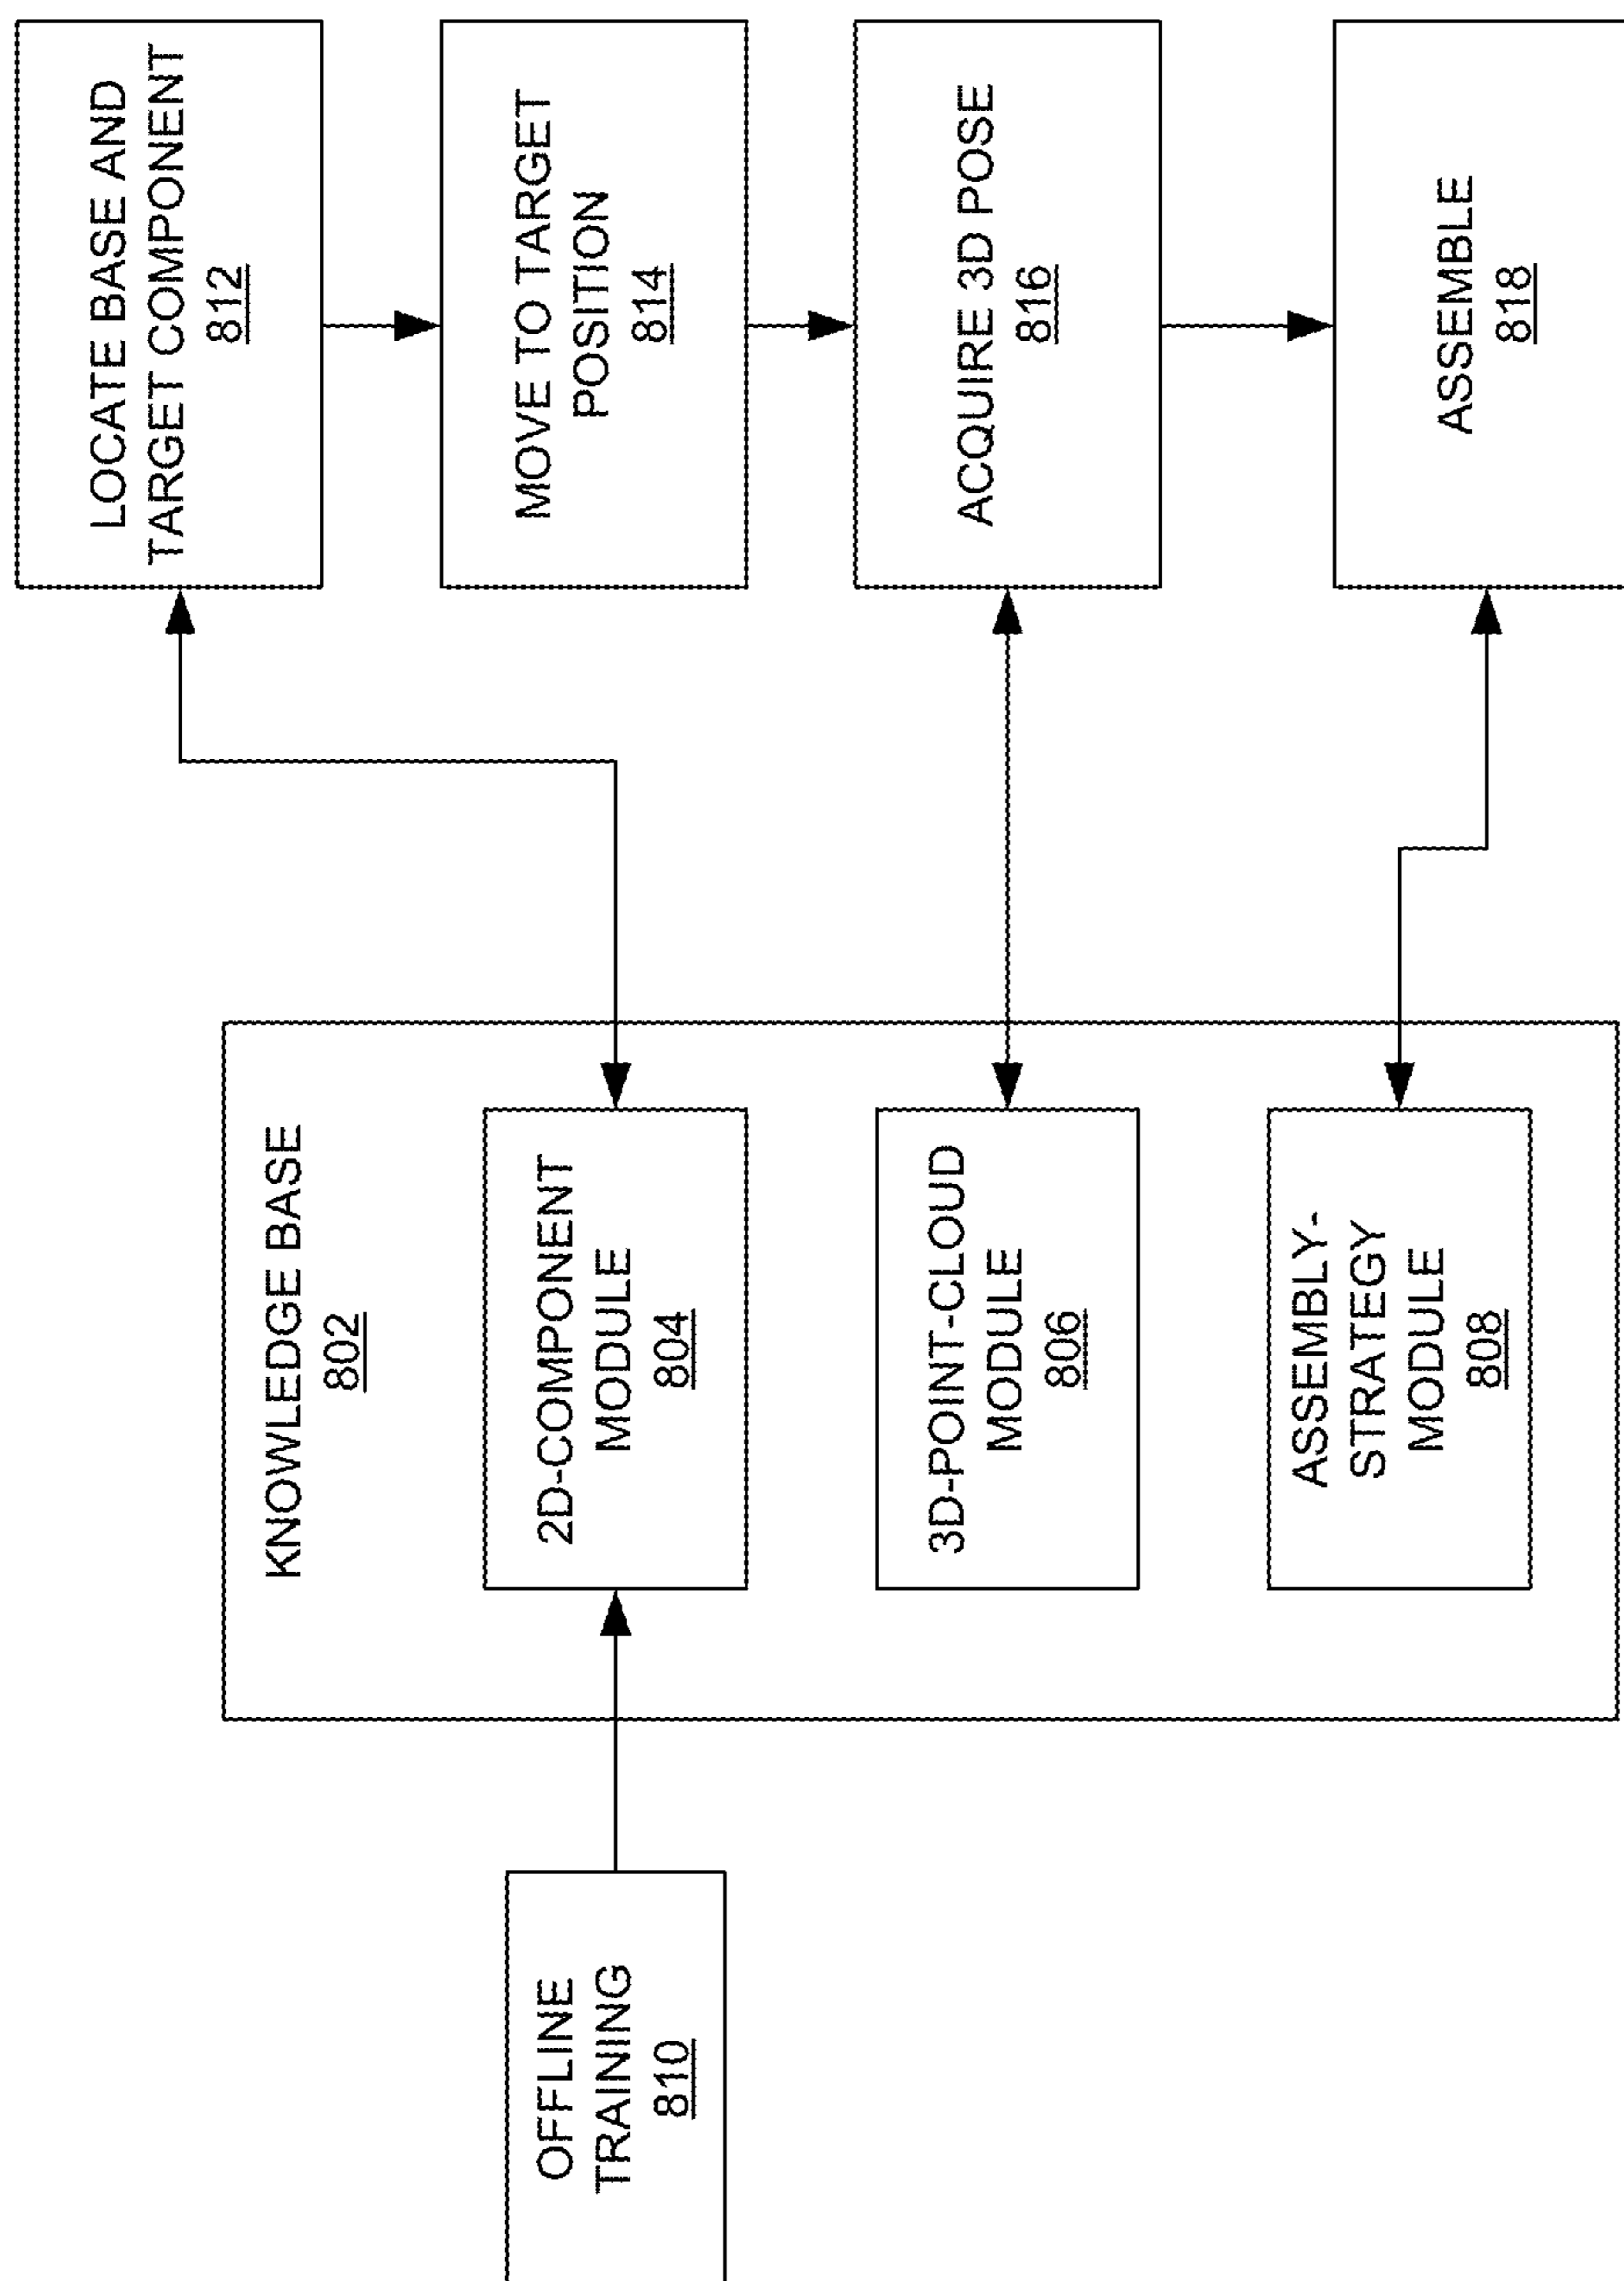 OFFLINE
TRAINING
810
KNOWLEDGE BASE
802
2D-COMPONENT
MODULE
804
3D-POINT-CLOUD
MODULE
806
ASSEMBLY-
STRATEGY
MODULE
808
LOCATE BASE AND
TARGET COMPONENT
812
MOVE TO TARGET
POSITION
814
ACQUIRE 3D POSE
816
ASSEMBLE
818